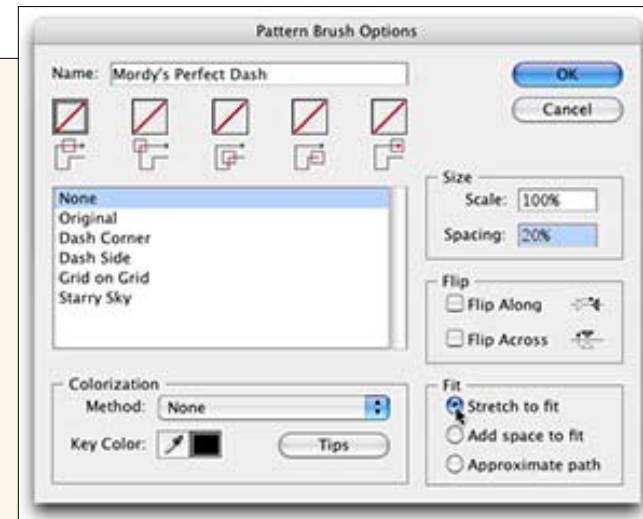 Pattern Brush Options
Name: Mordy's Perfect Dash
OK
Cancel
None
Original
Dash Corner
Dash Side
Grid on Grid
Starry Sky
Size
Scale: 100%
Spacing: 20%
Flip
Flip Along
Flip Across
Colorization
Method: None
Key Color:
Tips
Fit
Stretch to fit
Add space to fit
Approximate path